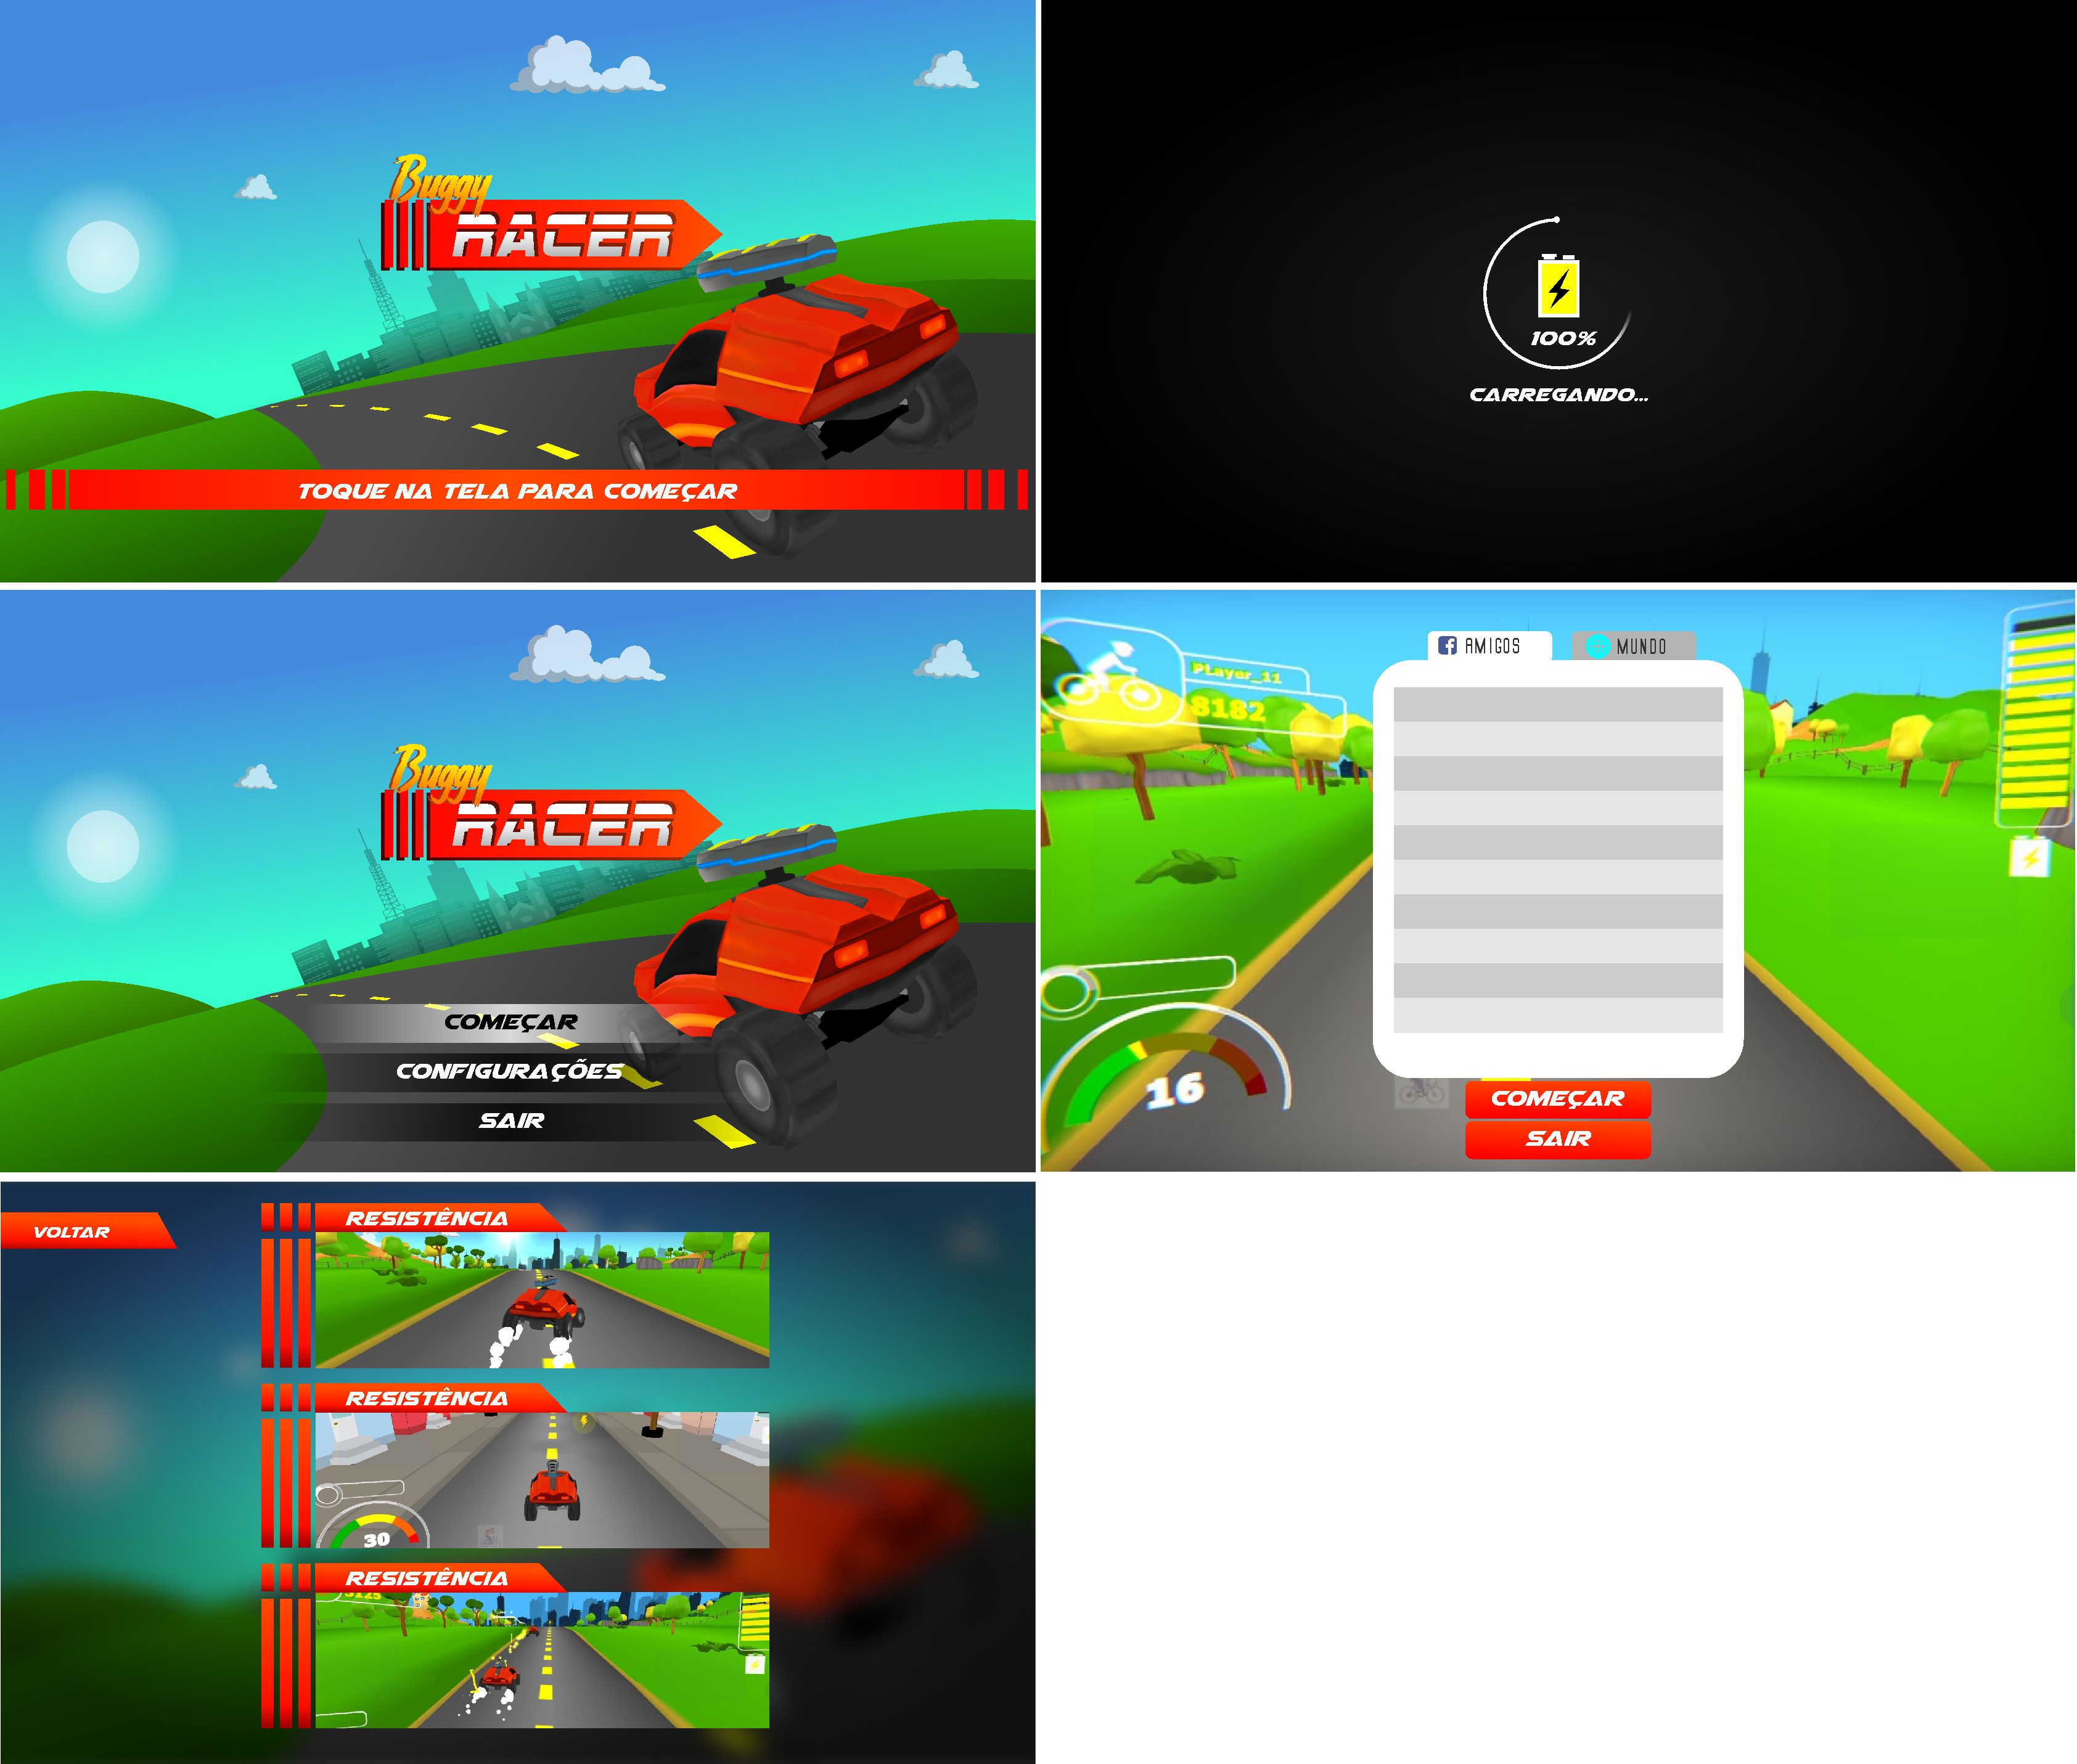 Buggy
RACER
TOQUE NA TELA PARA COMEÇAR
100%
CARREGANDO...
Buggy
RACER
COMEÇAR
CONFIGURAÇÕES
SAIR
AMIGOS
MUNDO
PLayer_11
8182
16
COMEÇAR
SAIR
VOLTAR
RESISTÊNCIA
RESISTÊNCIA
30
RESISTÊNCIA